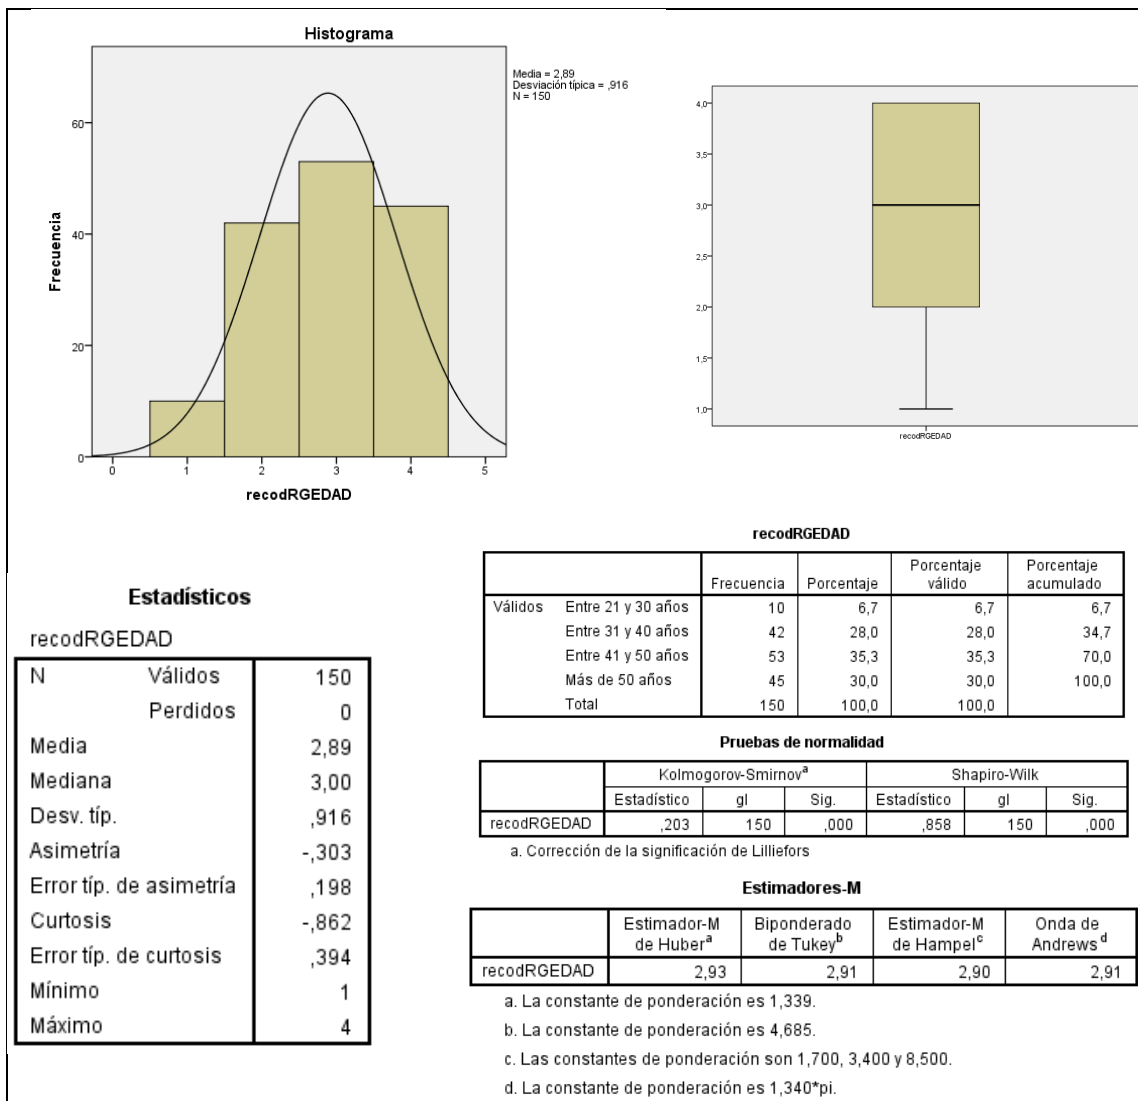 Histograma
Media = 2,89
Desviación típica = ,916
N = 150
Frecuencia
60
40
20
0
0 1 2 3 4 5
recodRGEDAD
4,0
3,5
3,0
2,5
2,0
1,5
1,0
recodRGEDAD
Estadísticos
recodRGEDAD
N Válidos 150
Perdidos 0
Media 2,89
Mediana 3,00
Desv. típ. ,916
Asimetría -,303
Error típ. de asimetría ,198
Curtosis -,862
Error típ. de curtosis ,394
Mínimo 1
Máximo 4
recodRGEDAD
Frecuencia Porcentaje Porcentaje válido Porcentaje acumulado
Válidos Entre 21 y 30 años 10 6,7 6,7 6,7
Entre 31 y 40 años 42 28,0 28,0 34,7
Entre 41 y 50 años 53 35,3 35,3 70,0
Más de 50 años 45 30,0 30,0 100,0
Total 150 100,0 100,0
Pruebas de normalidad
Kolmogorov-Smirnov a Shapiro-Wilk
Estadístico gl Sig. Estadístico gl Sig.
recodRGEDAD ,203 150 ,000 ,858 150 ,000
a. Corrección de la significación de Lilliefors
Estimadores-M
Estimador-M de Huber a Biponderado de Tukey b Estimador-M de Hampel c Onda de Andrews d
recodRGEDAD 2,93 2,91 2,90 2,91
a. La constante de ponderación es 1,339.
b. La constante de ponderación es 4,685.
c. Las constantes de ponderación son 1,700, 3,400 y 8,500.
d. La constante de ponderación es 1,340*pi.